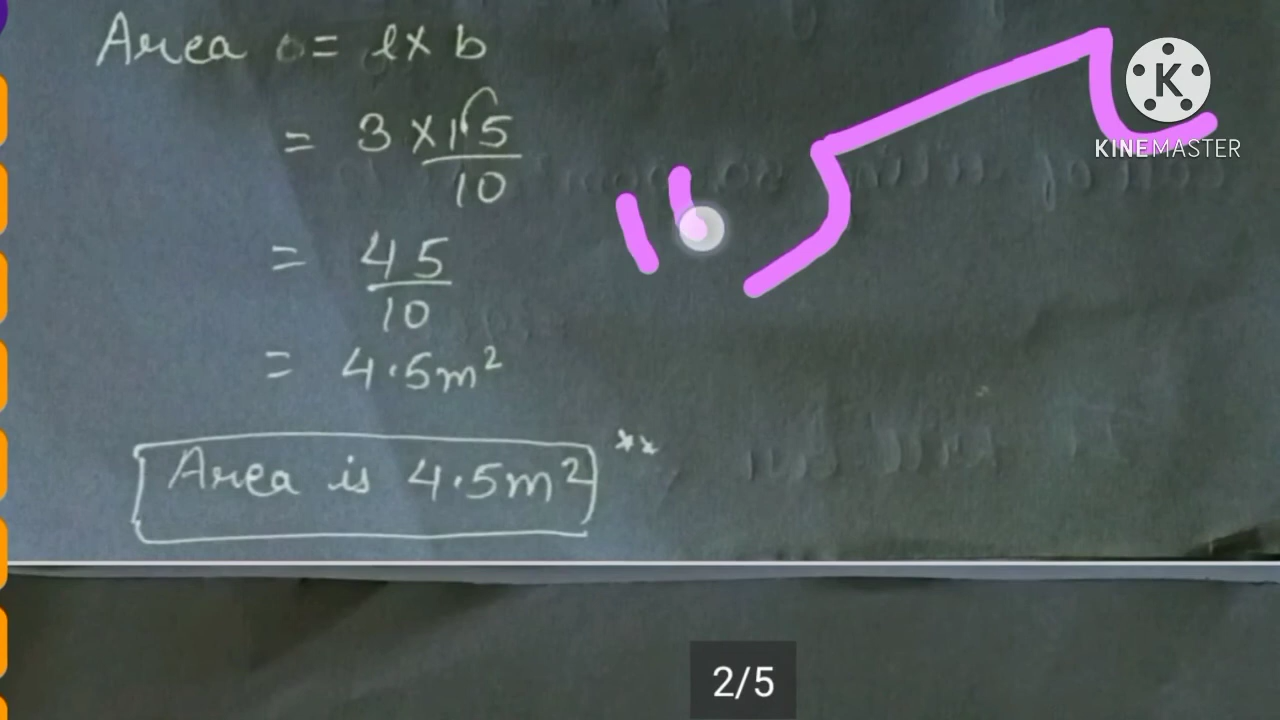 Area = l × b
= 3 × 15/10
= 45/10
= 4.5m²
Area is 4.5m² **
K
KINEMASTER
2/5